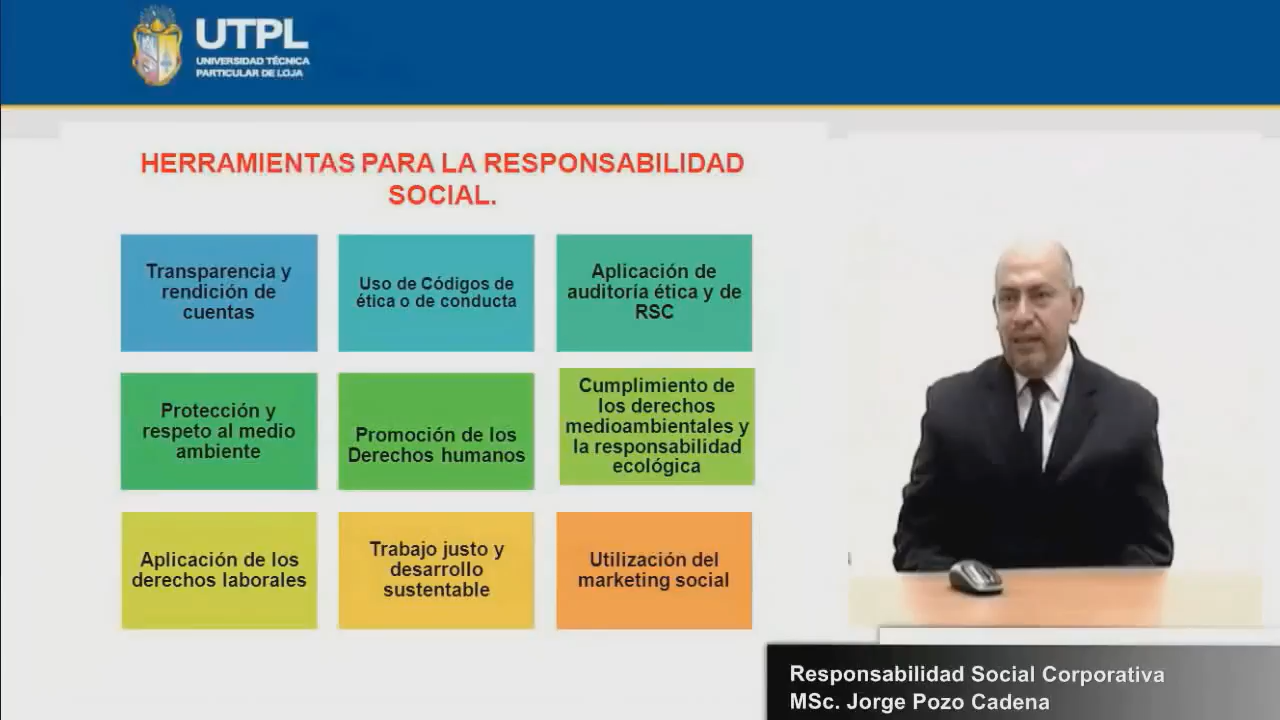 UTPL
UNIVERSIDAD TÉCNICA
PARTICULAR DE LOJA
HERRAMIENTAS PARA LA RESPONSABILIDAD
SOCIAL.
Transparencia y
rendición de
cuentas
Uso de Códigos de
ética o de conducta
Aplicación de
auditoría ética y de
RSC
Protección y
respeto al medio
ambiente
Promoción de los
Derechos humanos
Cumplimiento de
los derechos
medioambientales y
la responsabilidad
ecológica
Aplicación de los
derechos laborales
Trabajo justo y
desarrollo
sustentable
Utilización del
marketing social
Responsabilidad Social Corporativa
MSc. Jorge Pozo Cadena